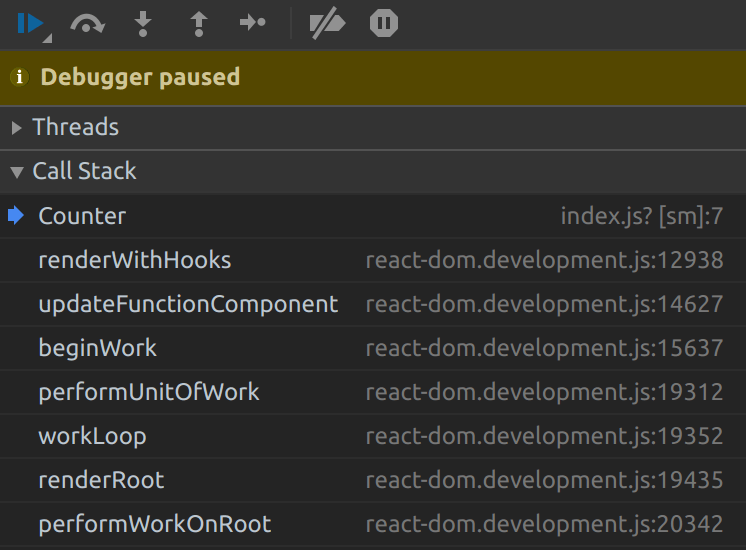 Debugger paused
Threads
Call Stack
Counter index.js? [sm]:7
renderWithHooks react-dom.development.js:12938
updateFunctionComponent react-dom.development.js:14627
beginWork react-dom.development.js:15637
performUnitOfWork react-dom.development.js:19312
workLoop react-dom.development.js:19352
renderRoot react-dom.development.js:19435
performWorkOnRoot react-dom.development.js:20342